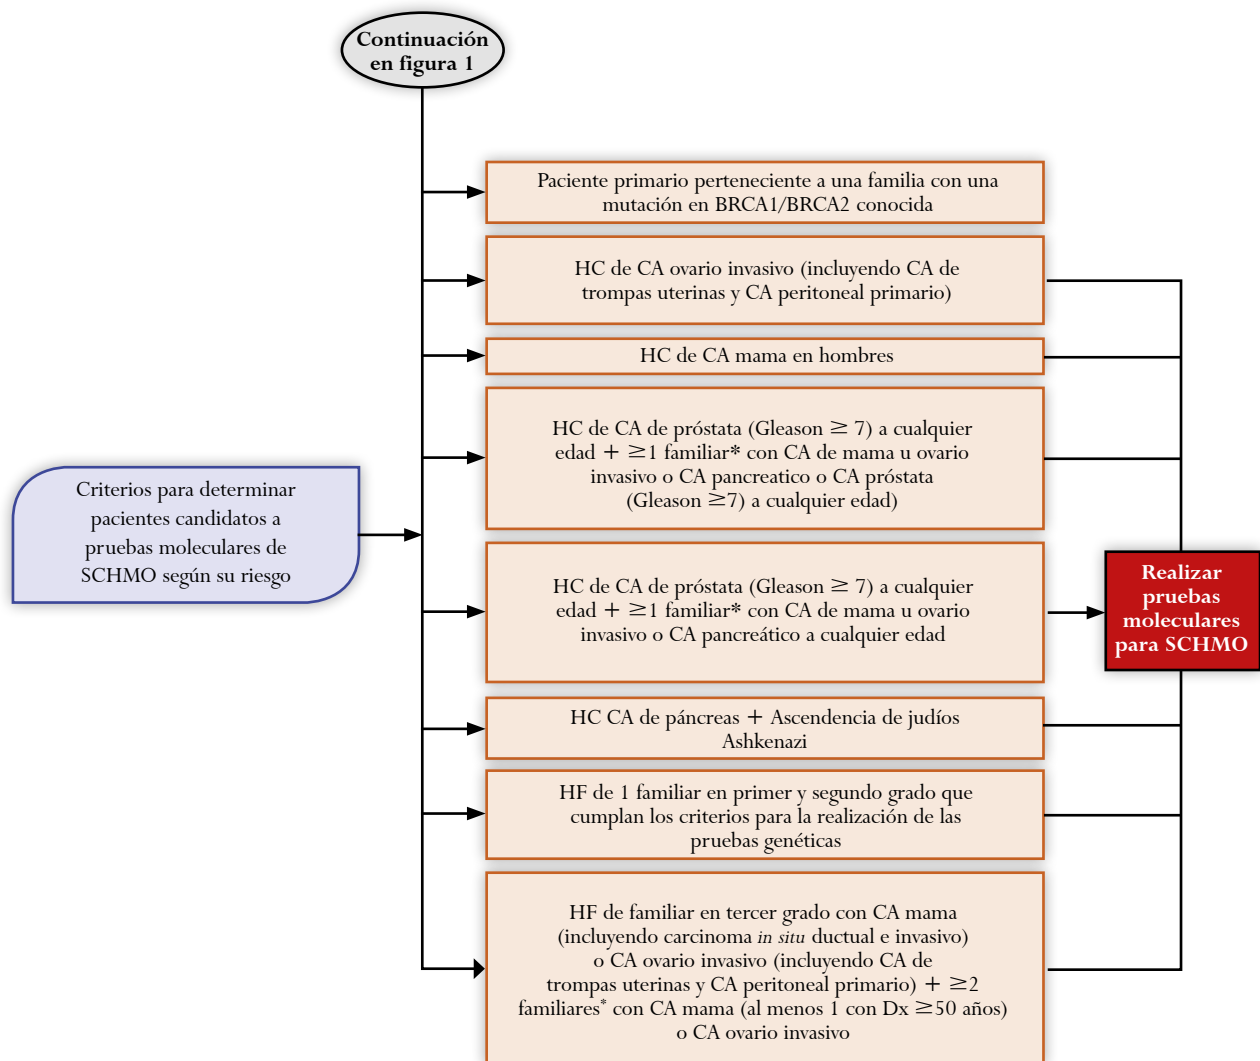 Continuación
en figura 1
Paciente primario perteneciente a una familia con una
mutación en BRCA1/BRCA2 conocida
HC de CA ovario invasivo (incluyendo CA de
trompas uterinas y CA peritoneal primario)
HC de CA mama en hombres
HC de CA de próstata (Gleason ≥ 7) a cualquier
edad + ≥1 familiar* con CA de mama u ovario
invasivo o CA pancreatico o CA próstata
(Gleason ≥7) a cualquier edad)
Criterios para determinar
pacientes candidatos a
pruebas moleculares de
SCHMO según su riesgo
HC de CA de próstata (Gleason ≥ 7) a cualquier
edad + ≥1 familiar* con CA de mama u ovario
invasivo o CA pancreático a cualquier edad
Realizar
pruebas
moleculares
para SCHMO
HC CA de páncreas + Ascendencia de judíos
Ashkenazi
HF de 1 familiar en primer y segundo grado que
cumplan los criterios para la realización de las
pruebas genéticas
HF de familiar en tercer grado con CA mama
(incluyendo carcinoma in situ ductual e invasivo)
o CA ovario invasivo (incluyendo CA de
trompas uterinas y CA peritoneal primario) + ≥2
familiares* con CA mama (al menos 1 con Dx ≥50 años)
o CA ovario invasivo